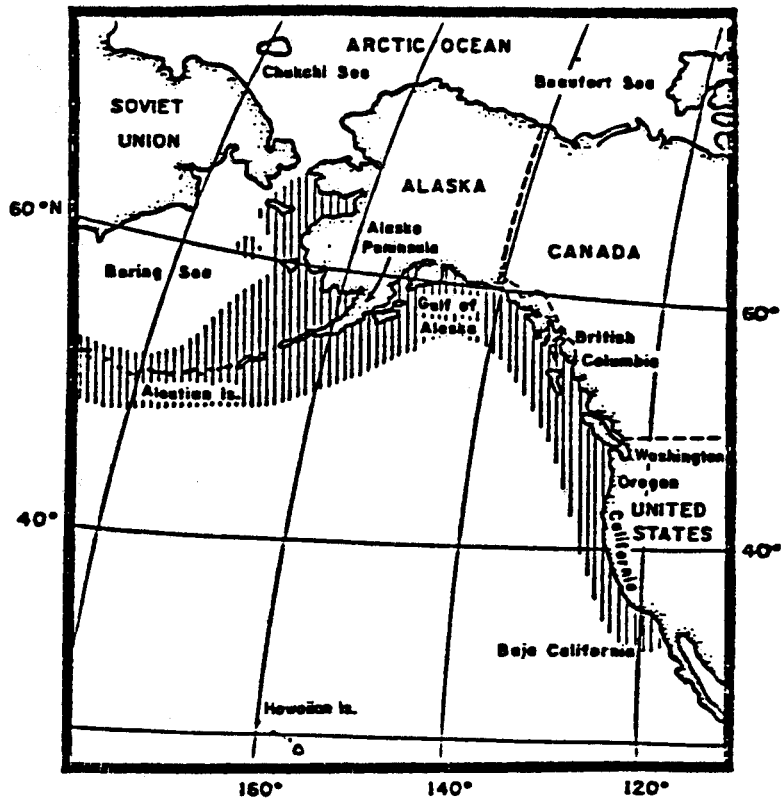 ARCTIC OCEAN
Chukchi Sea
Beaufort Sea
SOVIET
UNION
ALASKA
60°N
Alaska
Peninsula
CANADA
Bering Sea
Gulf of
Alaska
60°
British
Columbia
Aleutian Is.
Washington
Oregon
UNITED
STATES
California
40°
40°
Baja California
Hawaiian Is.
160°
140°
120°